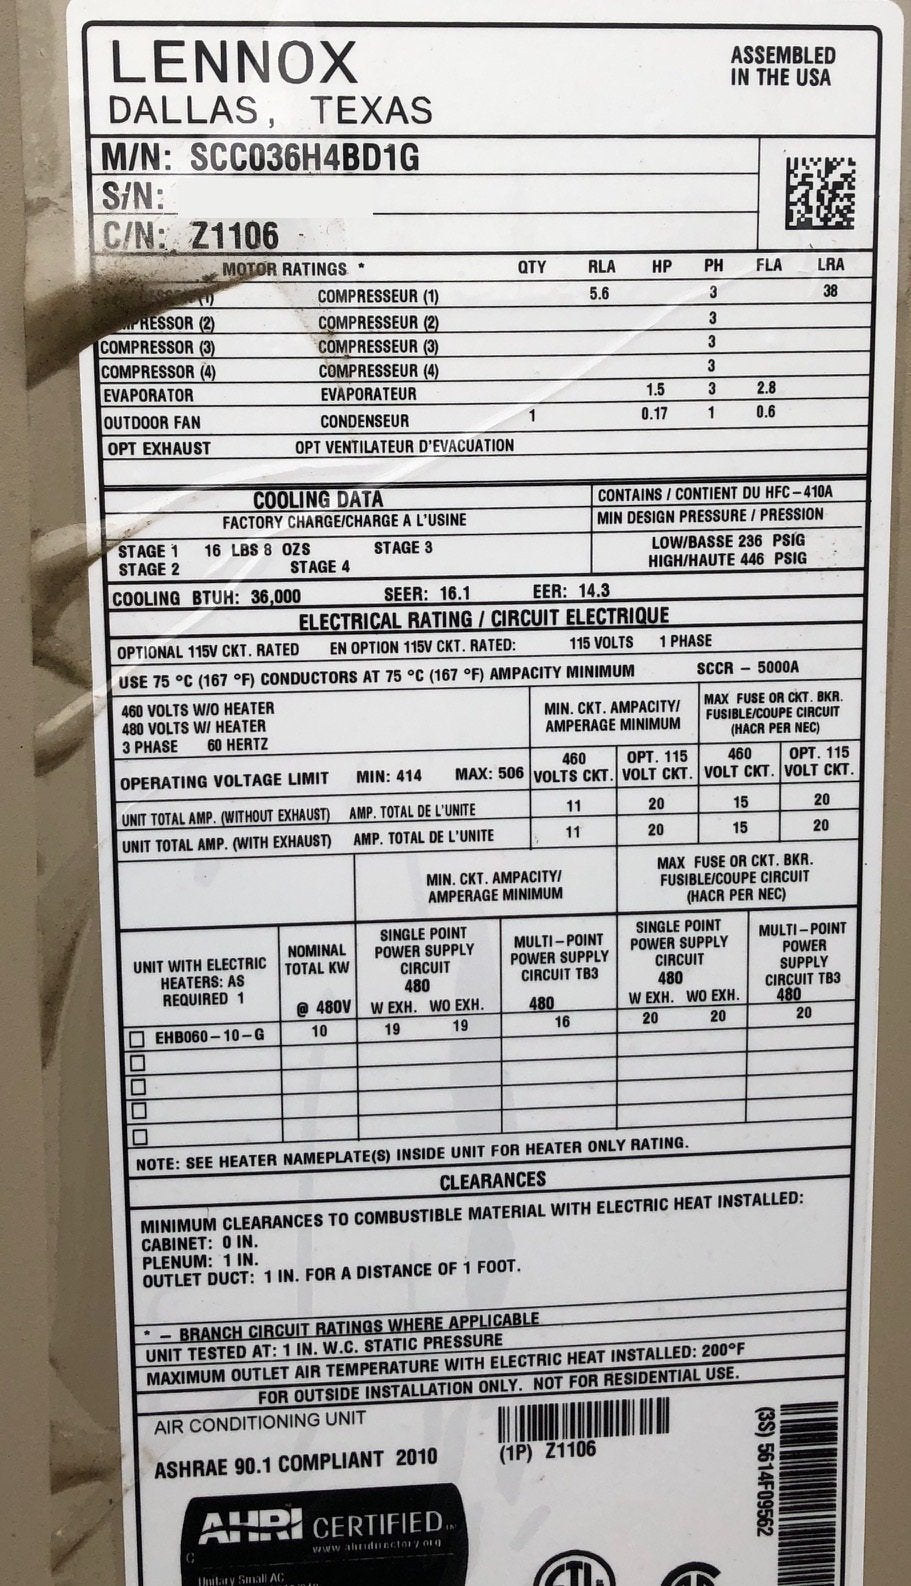 LENNOX
DALLAS, TEXAS
ASSEMBLED
IN THE USA
M/N: SCC036H4BD1G
S/N:
C/N: Z1106
MOTOR RATINGS * QTY RLA HP PH FLA LRA
(1) COMPRESSEUR (1) 5.6 3 38
COMPRESSEUR (2) 3
COMPRESSOR (3) COMPRESSEUR (3) 3
COMPRESSOR (4) COMPRESSEUR (4) 3
EVAPORATOR EVAPORATEUR 1.5 3 2.8
OUTDOOR FAN CONDENSEUR 1 0.17 1 0.6
OPT EXHAUST OPT VENTILATEUR D'EVACUATION
COOLING DATA
FACTORY CHARGE/CHARGE A L'USINE
STAGE 1 16 LBS 8 OZS STAGE 3
STAGE 2 STAGE 4
CONTAINS / CONTIENT DU HFC-410A
MIN DESIGN PRESSURE / PRESSION
LOW/BASSE 236 PSIG
HIGH/HAUTE 446 PSIG
COOLING BTUH: 36,000 SEER: 16.1 EER: 14.3
ELECTRICAL RATING / CIRCUIT ELECTRIQUE
OPTIONAL 115V CKT. RATED EN OPTION 115V CKT. RATED: 115 VOLTS 1 PHASE
USE 75 °C (167 °F) CONDUCTORS AT 75 °C (167 °F) AMPACITY MINIMUM SCCR - 5000A
460 VOLTS W/O HEATER
480 VOLTS W/ HEATER
3 PHASE 60 HERTZ
OPERATING VOLTAGE LIMIT MIN: 414 MAX: 506
MIN. CKT. AMPACITY/
AMPERAGE MINIMUM
MAX FUSE OR CKT. BKR.
FUSIBLE/COUPE CIRCUIT
(HACR PER NEC)
460 OPT. 115 460 OPT. 115
VOLTS CKT. VOLT CKT. VOLT CKT. VOLT CKT.
UNIT TOTAL AMP. (WITHOUT EXHAUST) AMP. TOTAL DE L'UNITE 11 20 15 20
UNIT TOTAL AMP. (WITH EXHAUST) AMP. TOTAL DE L'UNITE 11 20 15 20
MIN. CKT. AMPACITY/
AMPERAGE MINIMUM
MAX FUSE OR CKT. BKR.
FUSIBLE/COUPE CIRCUIT
(HACR PER NEC)
UNIT WITH ELECTRIC
HEATERS: AS
REQUIRED 1
NOMINAL
TOTAL KW
@ 480V
SINGLE POINT
POWER SUPPLY
CIRCUIT
480
W EXH. WO EXH.
MULTI-POINT
POWER SUPPLY
CIRCUIT TB3
480
SINGLE POINT
POWER SUPPLY
CIRCUIT
480
W EXH. WO EXH.
MULTI-POINT
POWER
SUPPLY
CIRCUIT TB3
480
EHB060-10-G 10 19 19 16 20 20 20
NOTE: SEE HEATER NAMEPLATE(S) INSIDE UNIT FOR HEATER ONLY RATING.
CLEARANCES
MINIMUM CLEARANCES TO COMBUSTIBLE MATERIAL WITH ELECTRIC HEAT INSTALLED:
CABINET: 0 IN.
PLENUM: 1 IN.
OUTLET DUCT: 1 IN. FOR A DISTANCE OF 1 FOOT.
* - BRANCH CIRCUIT RATINGS WHERE APPLICABLE
UNIT TESTED AT: 1 IN. W.C. STATIC PRESSURE
MAXIMUM OUTLET AIR TEMPERATURE WITH ELECTRIC HEAT INSTALLED: 200°F
FOR OUTSIDE INSTALLATION ONLY. NOT FOR RESIDENTIAL USE.
AIR CONDITIONING UNIT
ASHRAE 90.1 COMPLIANT 2010
(1P) Z1106
(3S) 5614F09562
AHRI CERTIFIED
www.ahridirectory.org
Unitary Small AC